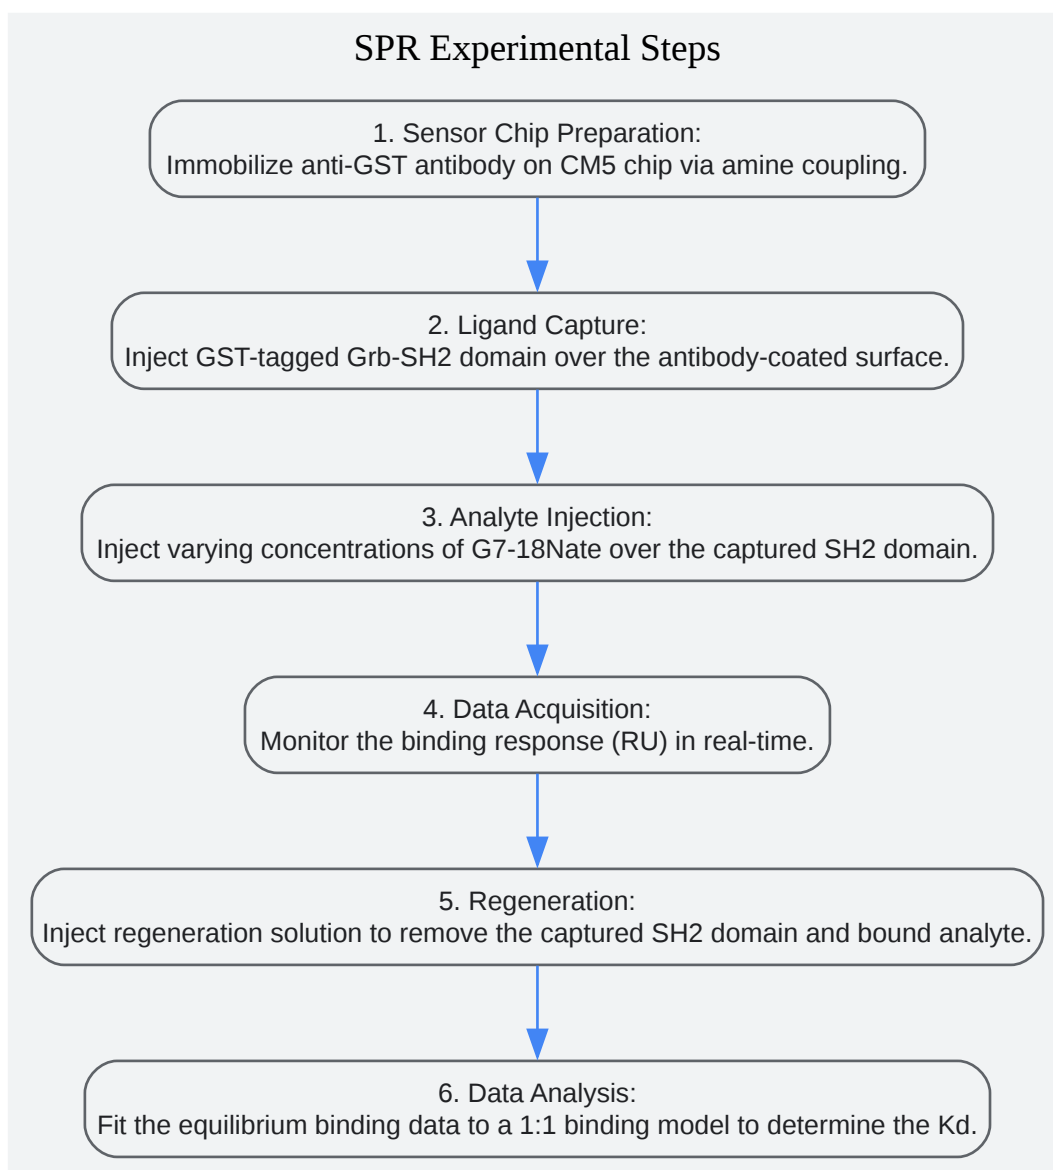 SPR Experimental Steps
1. Sensor Chip Preparation:
Immobilize anti-GST antibody on CM5 chip via amine coupling.
2. Ligand Capture:
Inject GST-tagged Grb-SH2 domain over the antibody-coated surface.
3. Analyte Injection:
Inject varying concentrations of G7-18Nate over the captured SH2 domain.
4. Data Acquisition:
Monitor the binding response (RU) in real-time.
5. Regeneration:
Inject regeneration solution to remove the captured SH2 domain and bound analyte.
6. Data Analysis:
Fit the equilibrium binding data to a 1:1 binding model to determine the Kd.